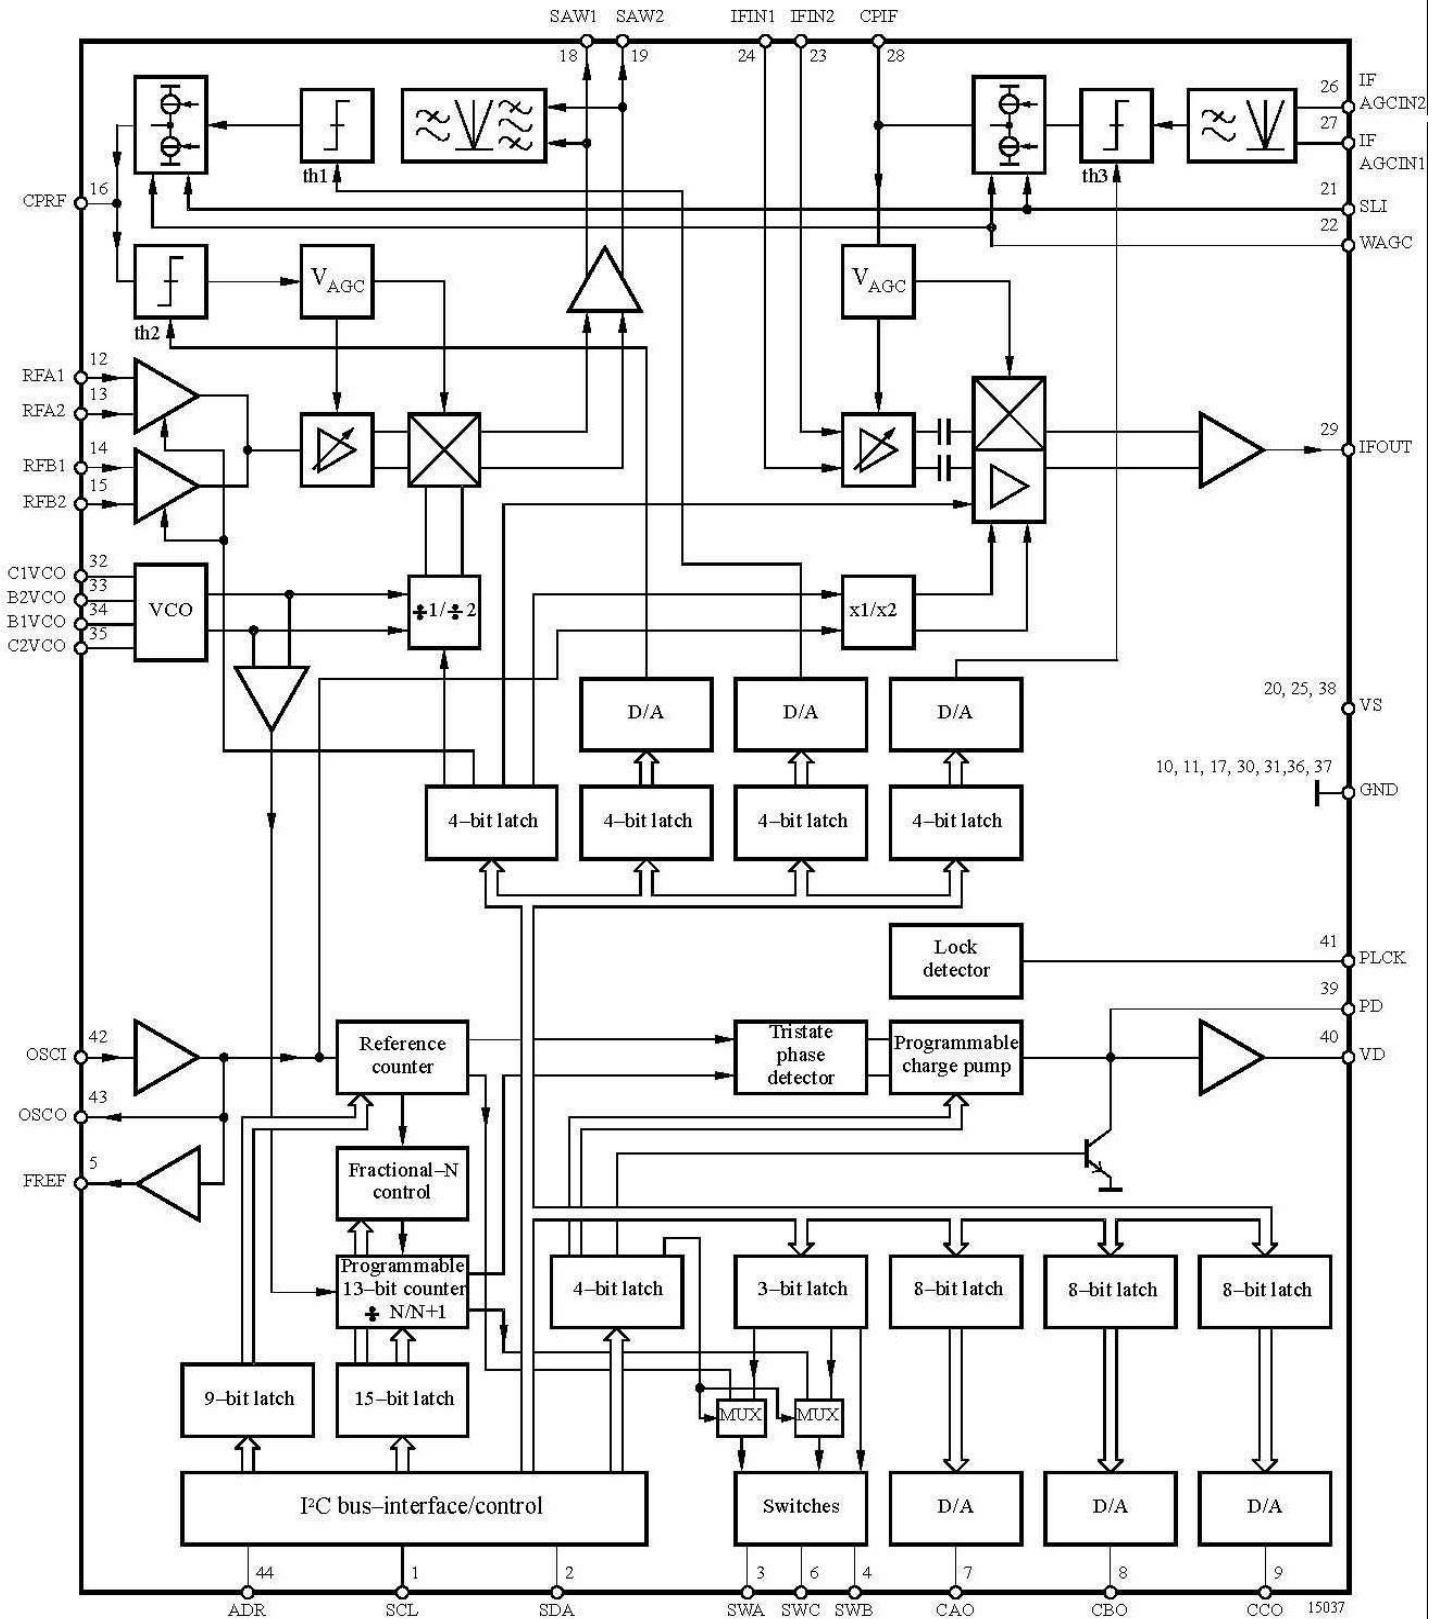 SAW1 SAW2 IFIN1 IFIN2 CPIF
18 19 24 23 28
26 IF
AGCIN2
27 IF
AGCIN1
th1
th3
CPRF 16
21 SLI
22 WAGC
VAGC
VAGC
th2
RFA1 12
RFA2 13
RFB1 14
RFB2 15
29 IFOUT
C1VCO 32
B2VCO 33
B1VCO 34
C2VCO 35
VCO
÷1/÷2
x1/x2
20, 25, 38 VS
D/A
D/A
D/A
10, 11, 17, 30, 31,36, 37 GND
4–bit latch
4–bit latch
4–bit latch
4–bit latch
Lock
detector
41 PLCK
39 PD
OSCI 42
Reference
counter
Tristate
phase
detector
Programmable
charge pump
40 VD
OSCO 43
FREF 5
Fractional–N
control
Programmable
13–bit counter
÷ N/N+1
4–bit latch
3–bit latch
8–bit latch
8–bit latch
8–bit latch
9–bit latch
15–bit latch
MUX
MUX
I²C bus–interface/control
Switches
D/A
D/A
D/A
44 1 2 3 6 4 7 8 9
ADR SCL SDA SWA SWC SWB CAO CBO CCO 15037